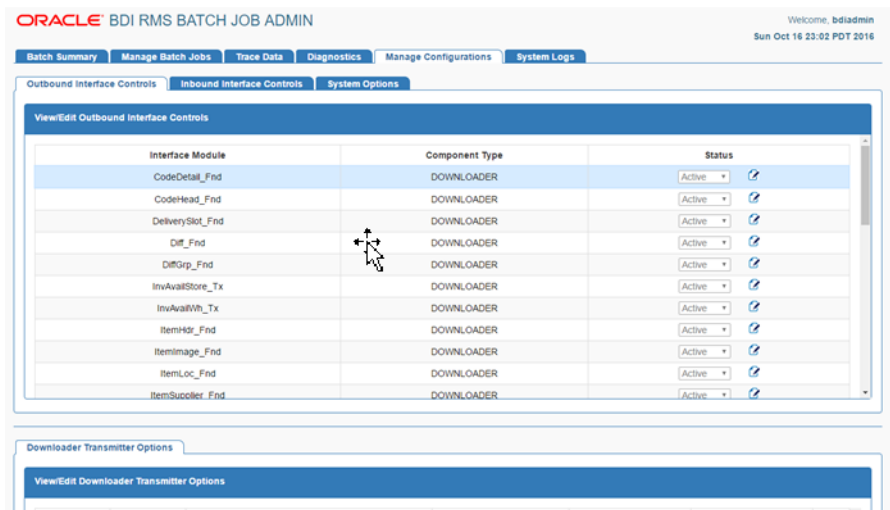 ORACLE® BDI RMS BATCH JOB ADMIN
Welcome, bdiadmin
Sun Oct 16 23:02 PDT 2016
Batch Summary Manage Batch Jobs Trace Data Diagnostics Manage Configurations System Logs
Outbound Interface Controls Inbound Interface Controls System Options
View/Edit Outbound Interface Controls
Interface Module Component Type Status
CodeDetail_Fnd DOWNLOADER Active
CodeHead_Fnd DOWNLOADER Active
DeliverySlot_Fnd DOWNLOADER Active
Diff_Fnd DOWNLOADER Active
DiffGrp_Fnd DOWNLOADER Active
InvAvailStore_Tx DOWNLOADER Active
InvAvailWh_Tx DOWNLOADER Active
ItemHdr_Fnd DOWNLOADER Active
ItemImage_Fnd DOWNLOADER Active
ItemLoc_Fnd DOWNLOADER Active
ItemSupplier_Fnd DOWNLOADER Active
Downloader Transmitter Options
View/Edit Downloader Transmitter Options